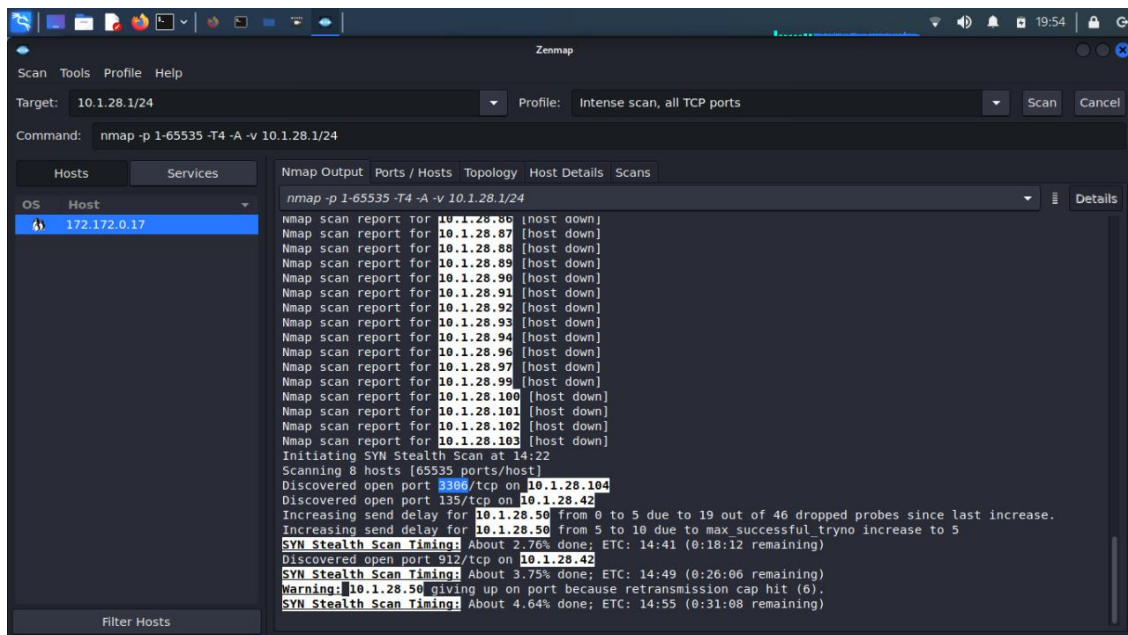 19:54
Zenmap
Scan Tools Profile Help
Target: 10.1.28.1/24 Profile: Intense scan, all TCP ports Scan Cancel
Command: nmap -p 1-65535 -T4 -A -v 10.1.28.1/24
Hosts Services
Nmap Output Ports / Hosts Topology Host Details Scans
OS Host
nmap -p 1-65535 -T4 -A -v 10.1.28.1/24 Details
172.172.0.17
Nmap scan report for 10.1.28.86 [host down]
Nmap scan report for 10.1.28.87 [host down]
Nmap scan report for 10.1.28.88 [host down]
Nmap scan report for 10.1.28.89 [host down]
Nmap scan report for 10.1.28.90 [host down]
Nmap scan report for 10.1.28.91 [host down]
Nmap scan report for 10.1.28.92 [host down]
Nmap scan report for 10.1.28.93 [host down]
Nmap scan report for 10.1.28.94 [host down]
Nmap scan report for 10.1.28.96 [host down]
Nmap scan report for 10.1.28.97 [host down]
Nmap scan report for 10.1.28.99 [host down]
Nmap scan report for 10.1.28.100 [host down]
Nmap scan report for 10.1.28.101 [host down]
Nmap scan report for 10.1.28.102 [host down]
Nmap scan report for 10.1.28.103 [host down]
Initiating SYN Stealth Scan at 14:22
Scanning 8 hosts [65535 ports/host]
Discovered open port 3306/tcp on 10.1.28.104
Discovered open port 135/tcp on 10.1.28.42
Increasing send delay for 10.1.28.50 from 0 to 5 due to 19 out of 46 dropped probes since last increase.
Increasing send delay for 10.1.28.50 from 5 to 10 due to max_successful_tryno increase to 5
SYN Stealth Scan Timing: About 2.76% done; ETC: 14:41 (0:18:12 remaining)
Discovered open port 912/tcp on 10.1.28.42
SYN Stealth Scan Timing: About 3.75% done; ETC: 14:49 (0:26:06 remaining)
Warning: 10.1.28.50 giving up on port because retransmission cap hit (6).
SYN Stealth Scan Timing: About 4.64% done; ETC: 14:55 (0:31:08 remaining)
Filter Hosts